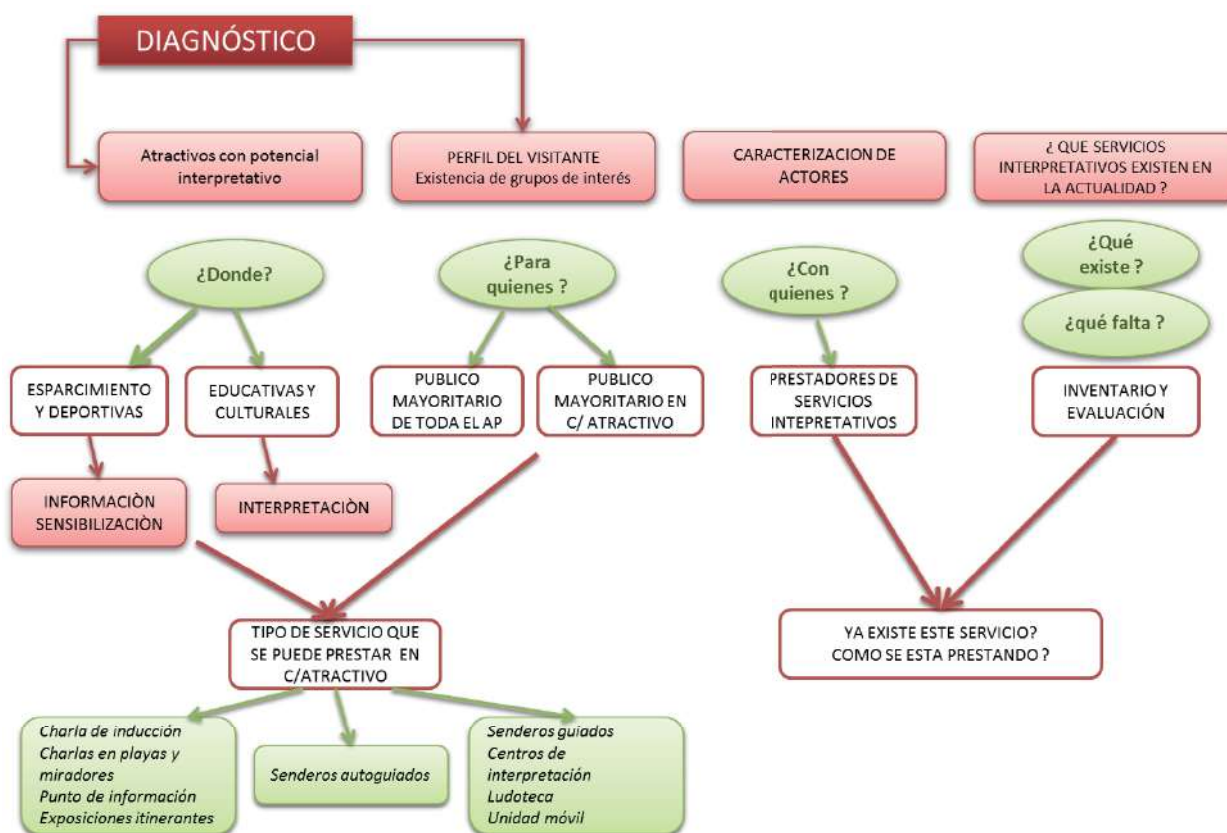 DIAGNÓSTICO
Atractivos con potencial
interpretativo
PERFIL DEL VISITANTE
Existencia de grupos de interés
CARACTERIZACION DE
ACTORES
¿ QUE SERVICIOS
INTERPRETATIVOS EXISTEN EN
LA ACTUALIDAD ?
¿Donde?
¿Para
quienes ?
¿Con
quienes ?
¿Qué
existe ?
¿qué falta ?
ESPARCIMIENTO
Y DEPORTIVAS
EDUCATIVAS Y
CULTURALES
PUBLICO
MAYORITARIO
DE TODA EL AP
PUBLICO
MAYORITARIO EN
C/ ATRACTIVO
PRESTADORES DE
SERVICIOS
INTEPRETATIVOS
INVENTARIO Y
EVALUACIÓN
INFORMACIÒN
SENSIBILIZACIÒN
INTERPRETACIÒN
TIPO DE SERVICIO QUE
SE PUEDE PRESTAR EN
C/ATRACTIVO
YA EXISTE ESTE SERVICIO?
COMO SE ESTA PRESTANDO ?
Charla de inducción
Charlas en playas y
miradores
Punto de información
Exposiciones itinerantes
Senderos autoguiados
Senderos guiados
Centros de
interpretación
Ludoteca
Unidad móvil